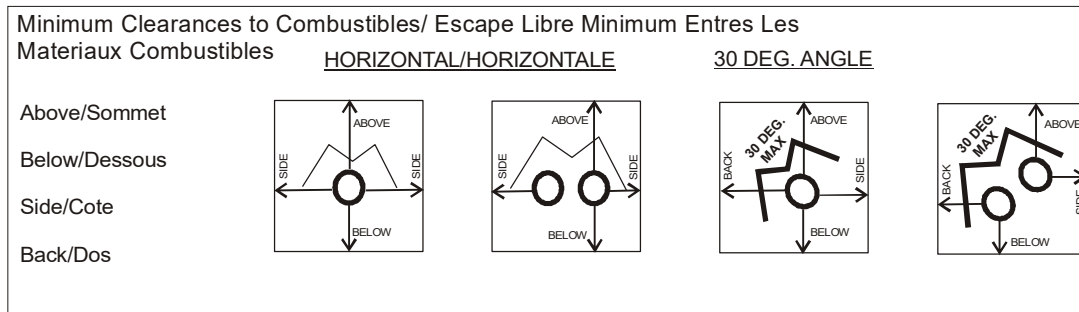 Minimum Clearances to Combustibles/ Escape Libre Minimum Entres Les
Materiaux Combustibles
HORIZONTAL/HORIZONTALE
30 DEG. ANGLE
Above/Sommet
Below/Dessous
Side/Cote
Back/Dos
ABOVE
SIDE
SIDE
BELOW
ABOVE
SIDE
SIDE
BELOW
30 DEG.
MAX
ABOVE
BACK
SIDE
BELOW
30 DEG.
MAX
ABOVE
BACK
SIDE
BELOW